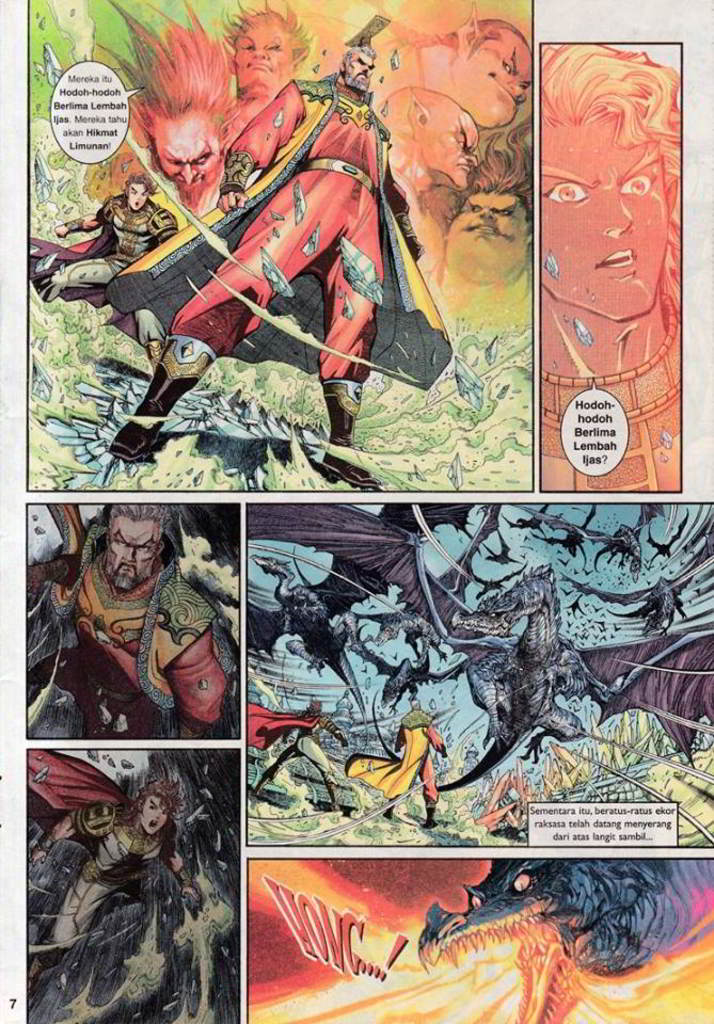 Mereka itu
Hodoh-hodoh
Berlima Lembah
Ijas. Mereka tahu
akan Hikmat
Limunan!
Hodoh-
hodoh
Berlima
Lembah
Ijas?
Sementara itu, beratus-ratus ekor
raksasa telah datang menyerang
dari atas langit sambil...
NONG...!
7